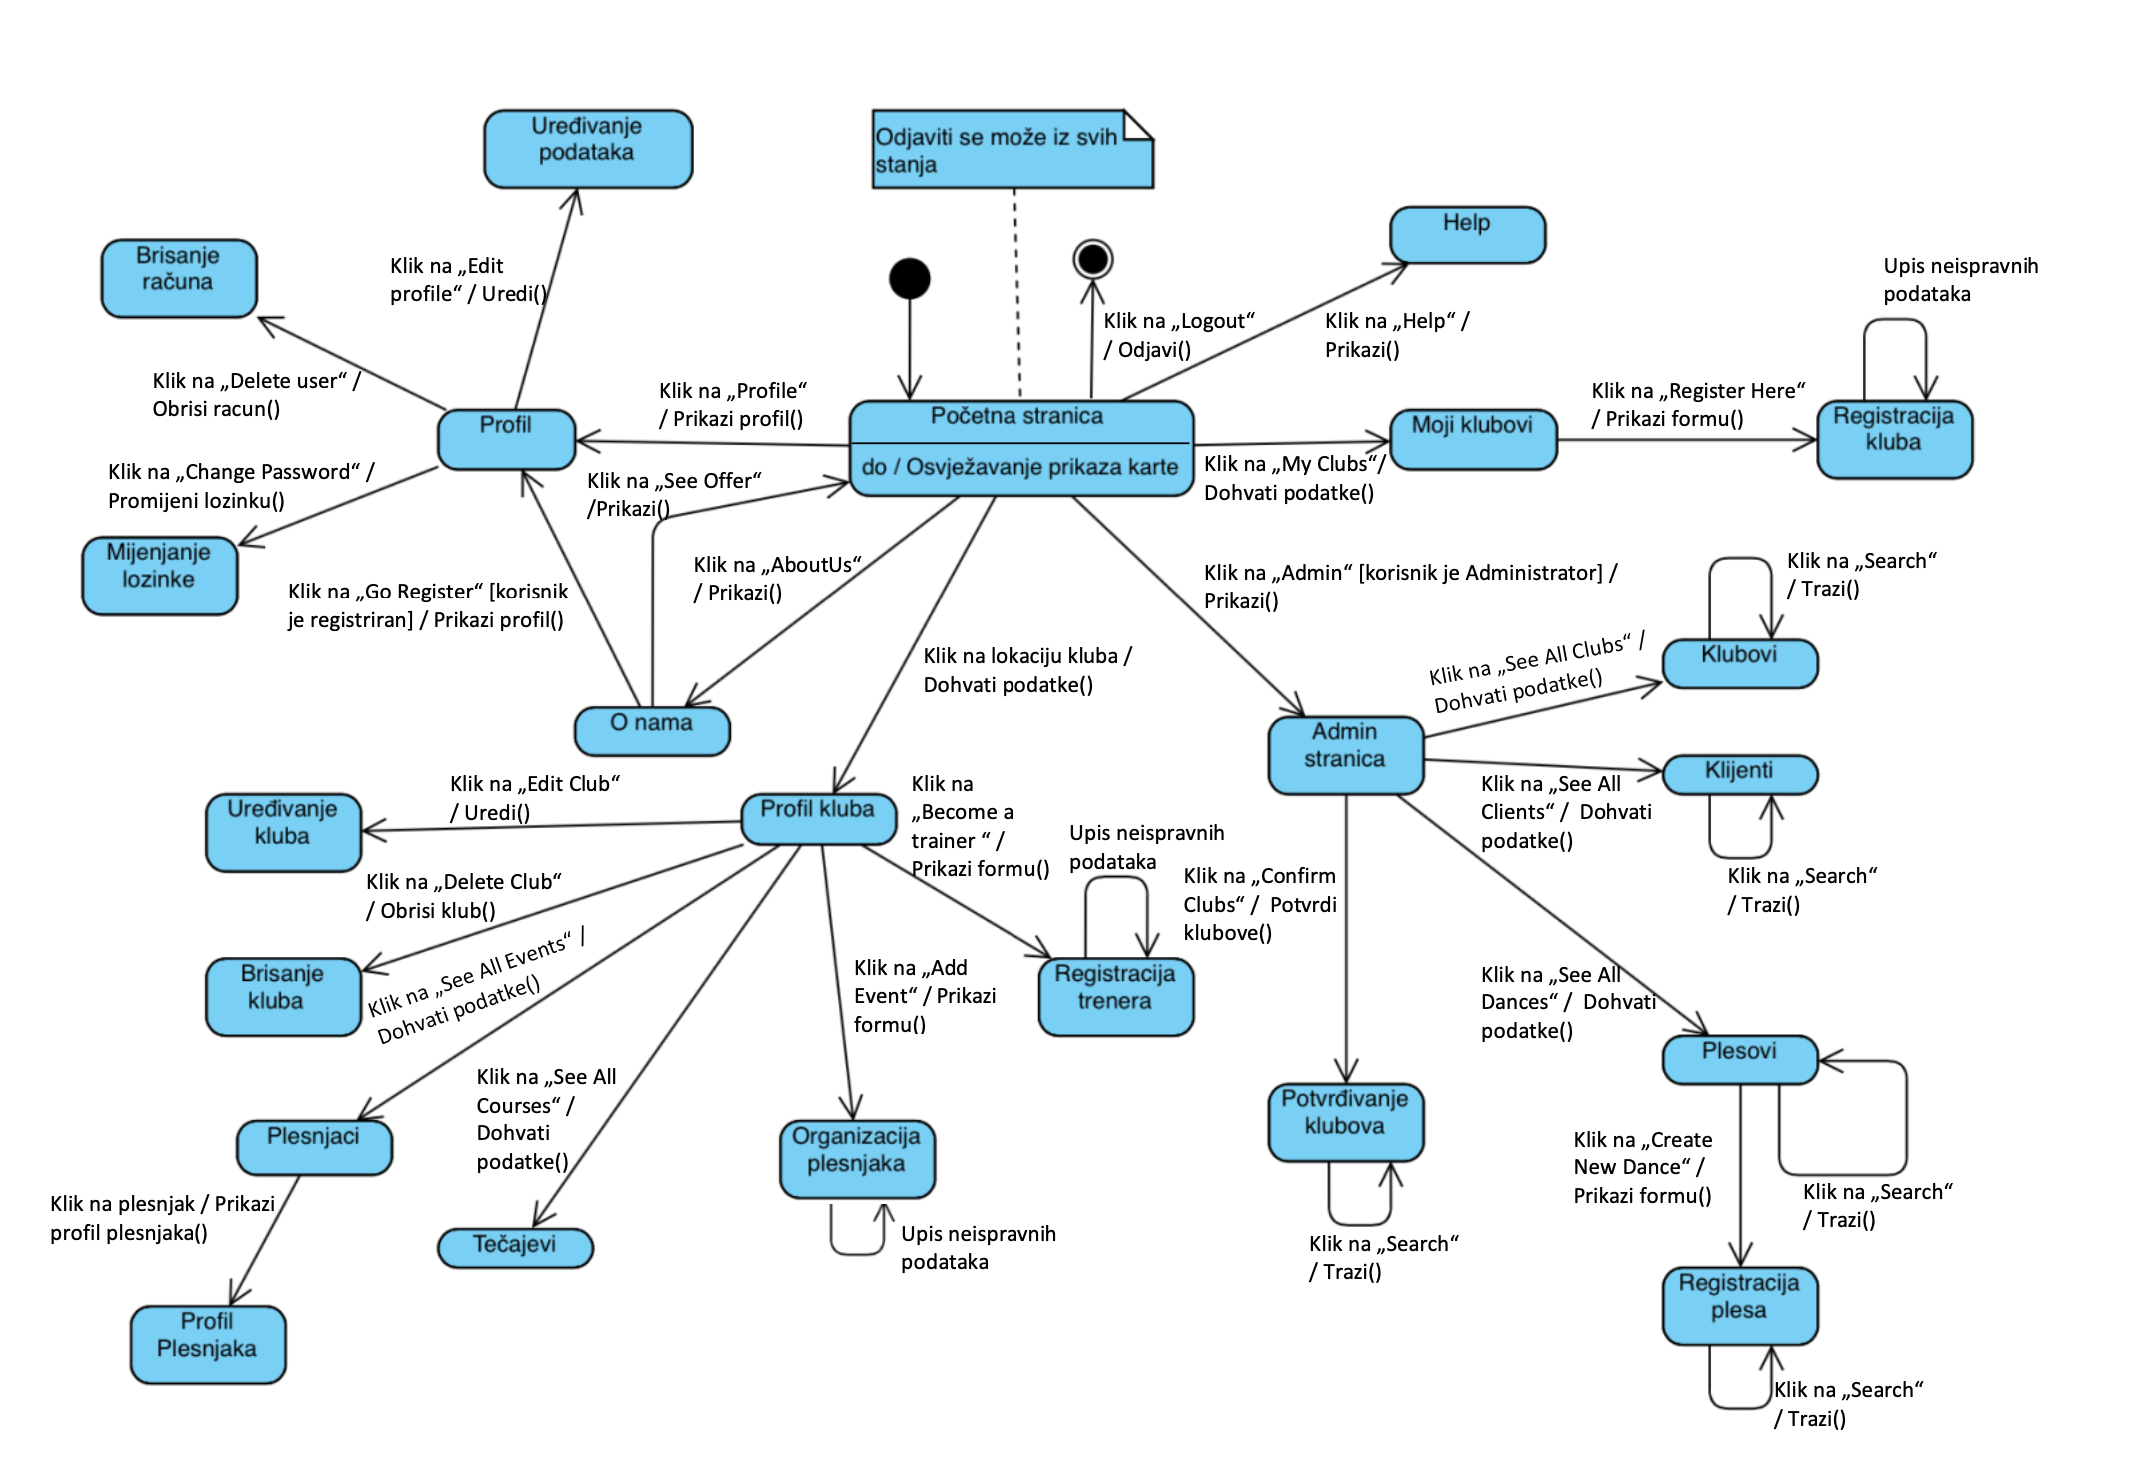 Uređivanje
podataka
Odjaviti se može iz svih
stanja
Help
Brisanje
računa
Klik na „Edit
profile“ / Uredi()
Upis neispravnih
podataka
Klik na „Logout“
/ Odjavi()
Klik na „Help“ /
Prikazi()
Klik na „Delete user“ /
Obrisi racun()
Klik na „Profile“
/ Prikazi profil()
Početna stranica
do / Osvježavanje prikaza karte
Profil
Moji klubovi
Klik na „Register Here“
/ Prikazi formu()
Registracija
kluba
Klik na „Change Password“ /
Promijeni lozinku()
Klik na „See Offer“
/Prikazi()
Klik na „My Clubs“/
Dohvati podatke()
Mijenjanje
lozinke
Klik na „Go Register“ [korisnik
je registriran] / Prikazi profil()
Klik na „AboutUs“
/ Prikazi()
Klik na „Admin“ [korisnik je Administrator] /
Prikazi()
Klik na „Search“
/ Trazi()
Klik na lokaciju kluba /
Dohvati podatke()
Klik na „See All Clubs“ /
Dohvati podatke()
Klubovi
O nama
Admin
stranica
Klijenti
Klik na „See All
Clients“ /  Dohvati
podatke()
Klik na „Search“
/ Trazi()
Klik na „Edit Club“
/ Uredi()
Uređivanje
kluba
Profil kluba
Klik na
„Become a
trainer “ /
Prikazi formu()
Upis neispravnih
podataka
Klik na „Confirm
Clubs“ /  Potvrdi
klubove()
Klik na „Delete Club“
/ Obrisi klub()
Brisanje
kluba
Klik na „See All Events“ /
Dohvati podatke()
Klik na „Add
Event“ / Prikazi
formu()
Registracija
trenera
Klik na „See All
Dances“ /  Dohvati
podatke()
Plesovi
Klik na „See All
Courses“ /
Dohvati
podatke()
Plesnjaci
Organizacija
plesnjaka
Potvrđivanje
klubova
Klik na „Create
New Dance“ /
Prikazi formu()
Klik na „Search“
/ Trazi()
Klik na plesnjak / Prikazi
profil plesnjaka()
Tečajevi
Upis neispravnih
podataka
Klik na „Search“
/ Trazi()
Registracija
plesa
Profil
Plesnjaka
Klik na „Search“
/ Trazi()